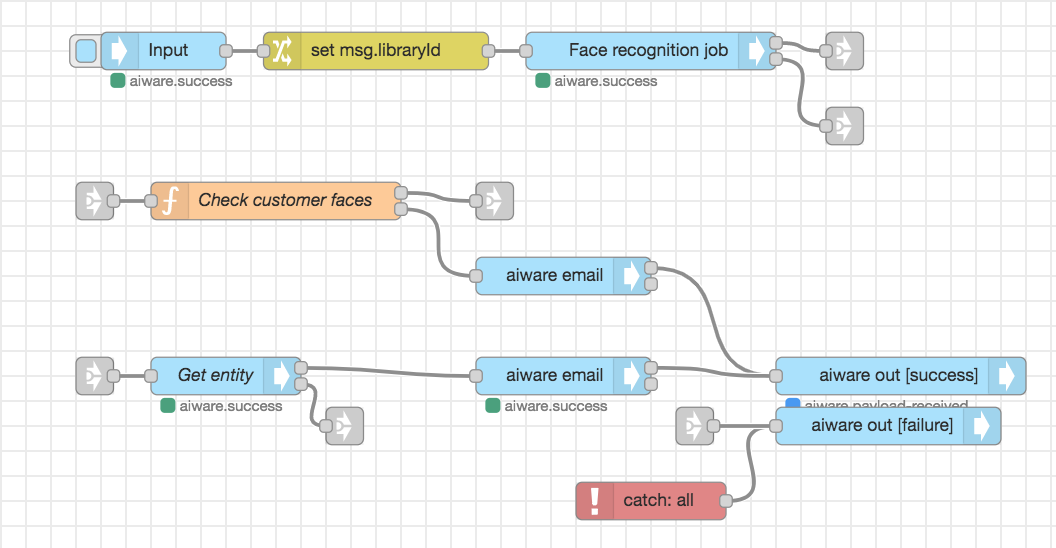 Input
set msg.libraryId
Face recognition job
aiware.success
aiware.success
Check customer faces
aiware email
Get entity
aiware email
aiware out [success]
aiware.success
aiware.success
aiware.payload-received
aiware out [failure]
catch: all